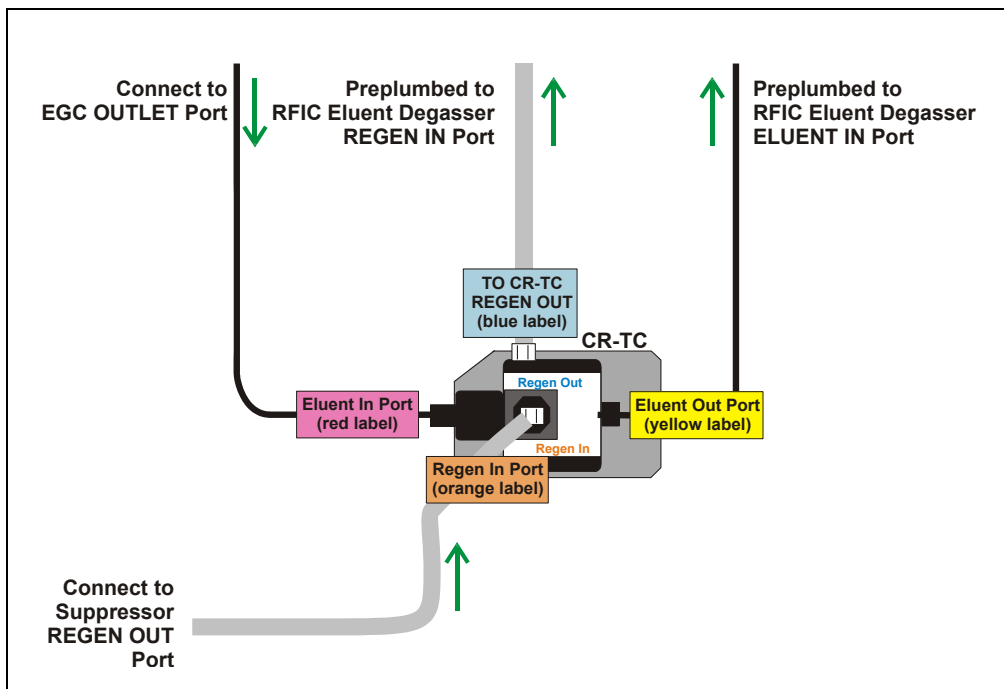 Connect to
EGC OUTLET Port
Preplumbed to
RFIC Eluent Degasser
REGEN IN Port
Preplumbed to
RFIC Eluent Degasser
ELUENT IN Port
TO CR-TC
REGEN OUT
(blue label)
CR-TC
Regen Out
Eluent In Port
(red label)
Eluent Out Port
(yellow label)
Regen In
Regen In Port
(orange label)
Connect to
Suppressor
REGEN OUT
Port